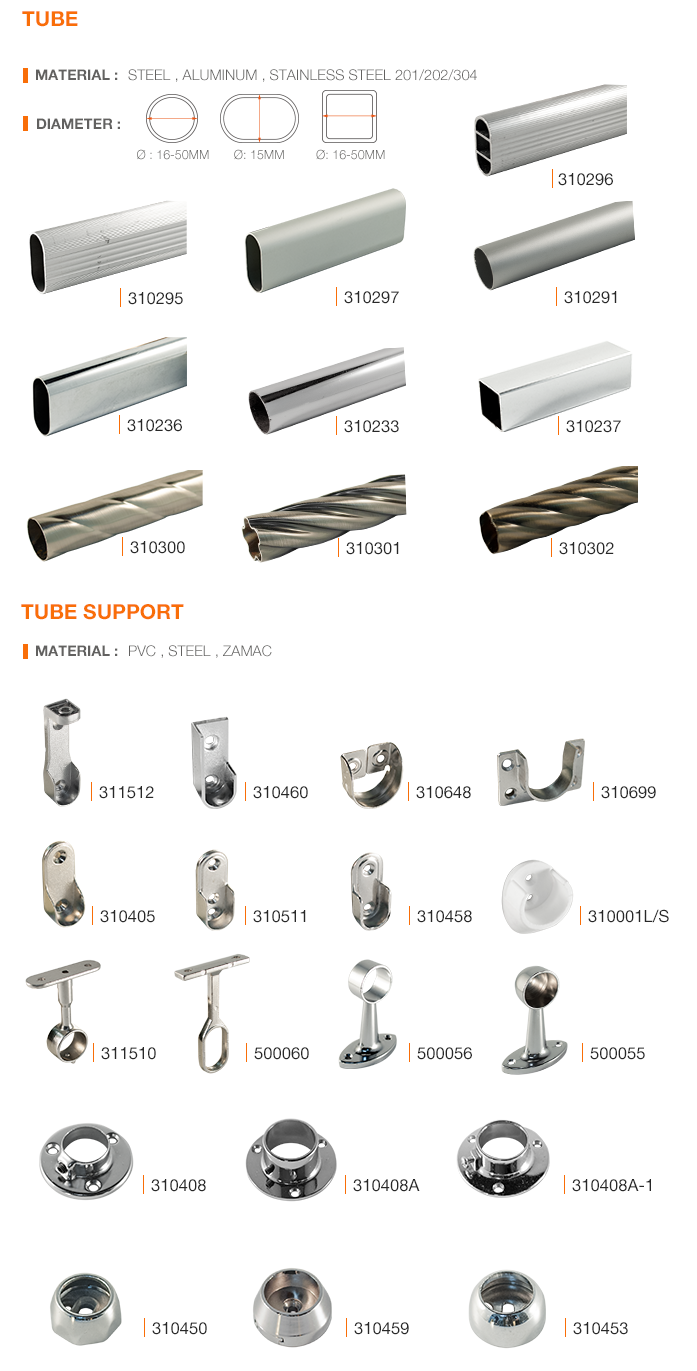 TUBE
MATERIAL : STEEL , ALUMINUM , STAINLESS STEEL 201/202/304
DIAMETER :
Ø : 16-50MM Ø: 15MM Ø: 16-50MM
310296
310295 310297 310291
310236 310233 310237
310300 310301 310302
TUBE SUPPORT
MATERIAL : PVC , STEEL , ZAMAC
311512 310460 310648 310699
310405 310511 310458 310001L/S
311510 500060 500056 500055
310408 310408A 310408A-1
310450 310459 310453